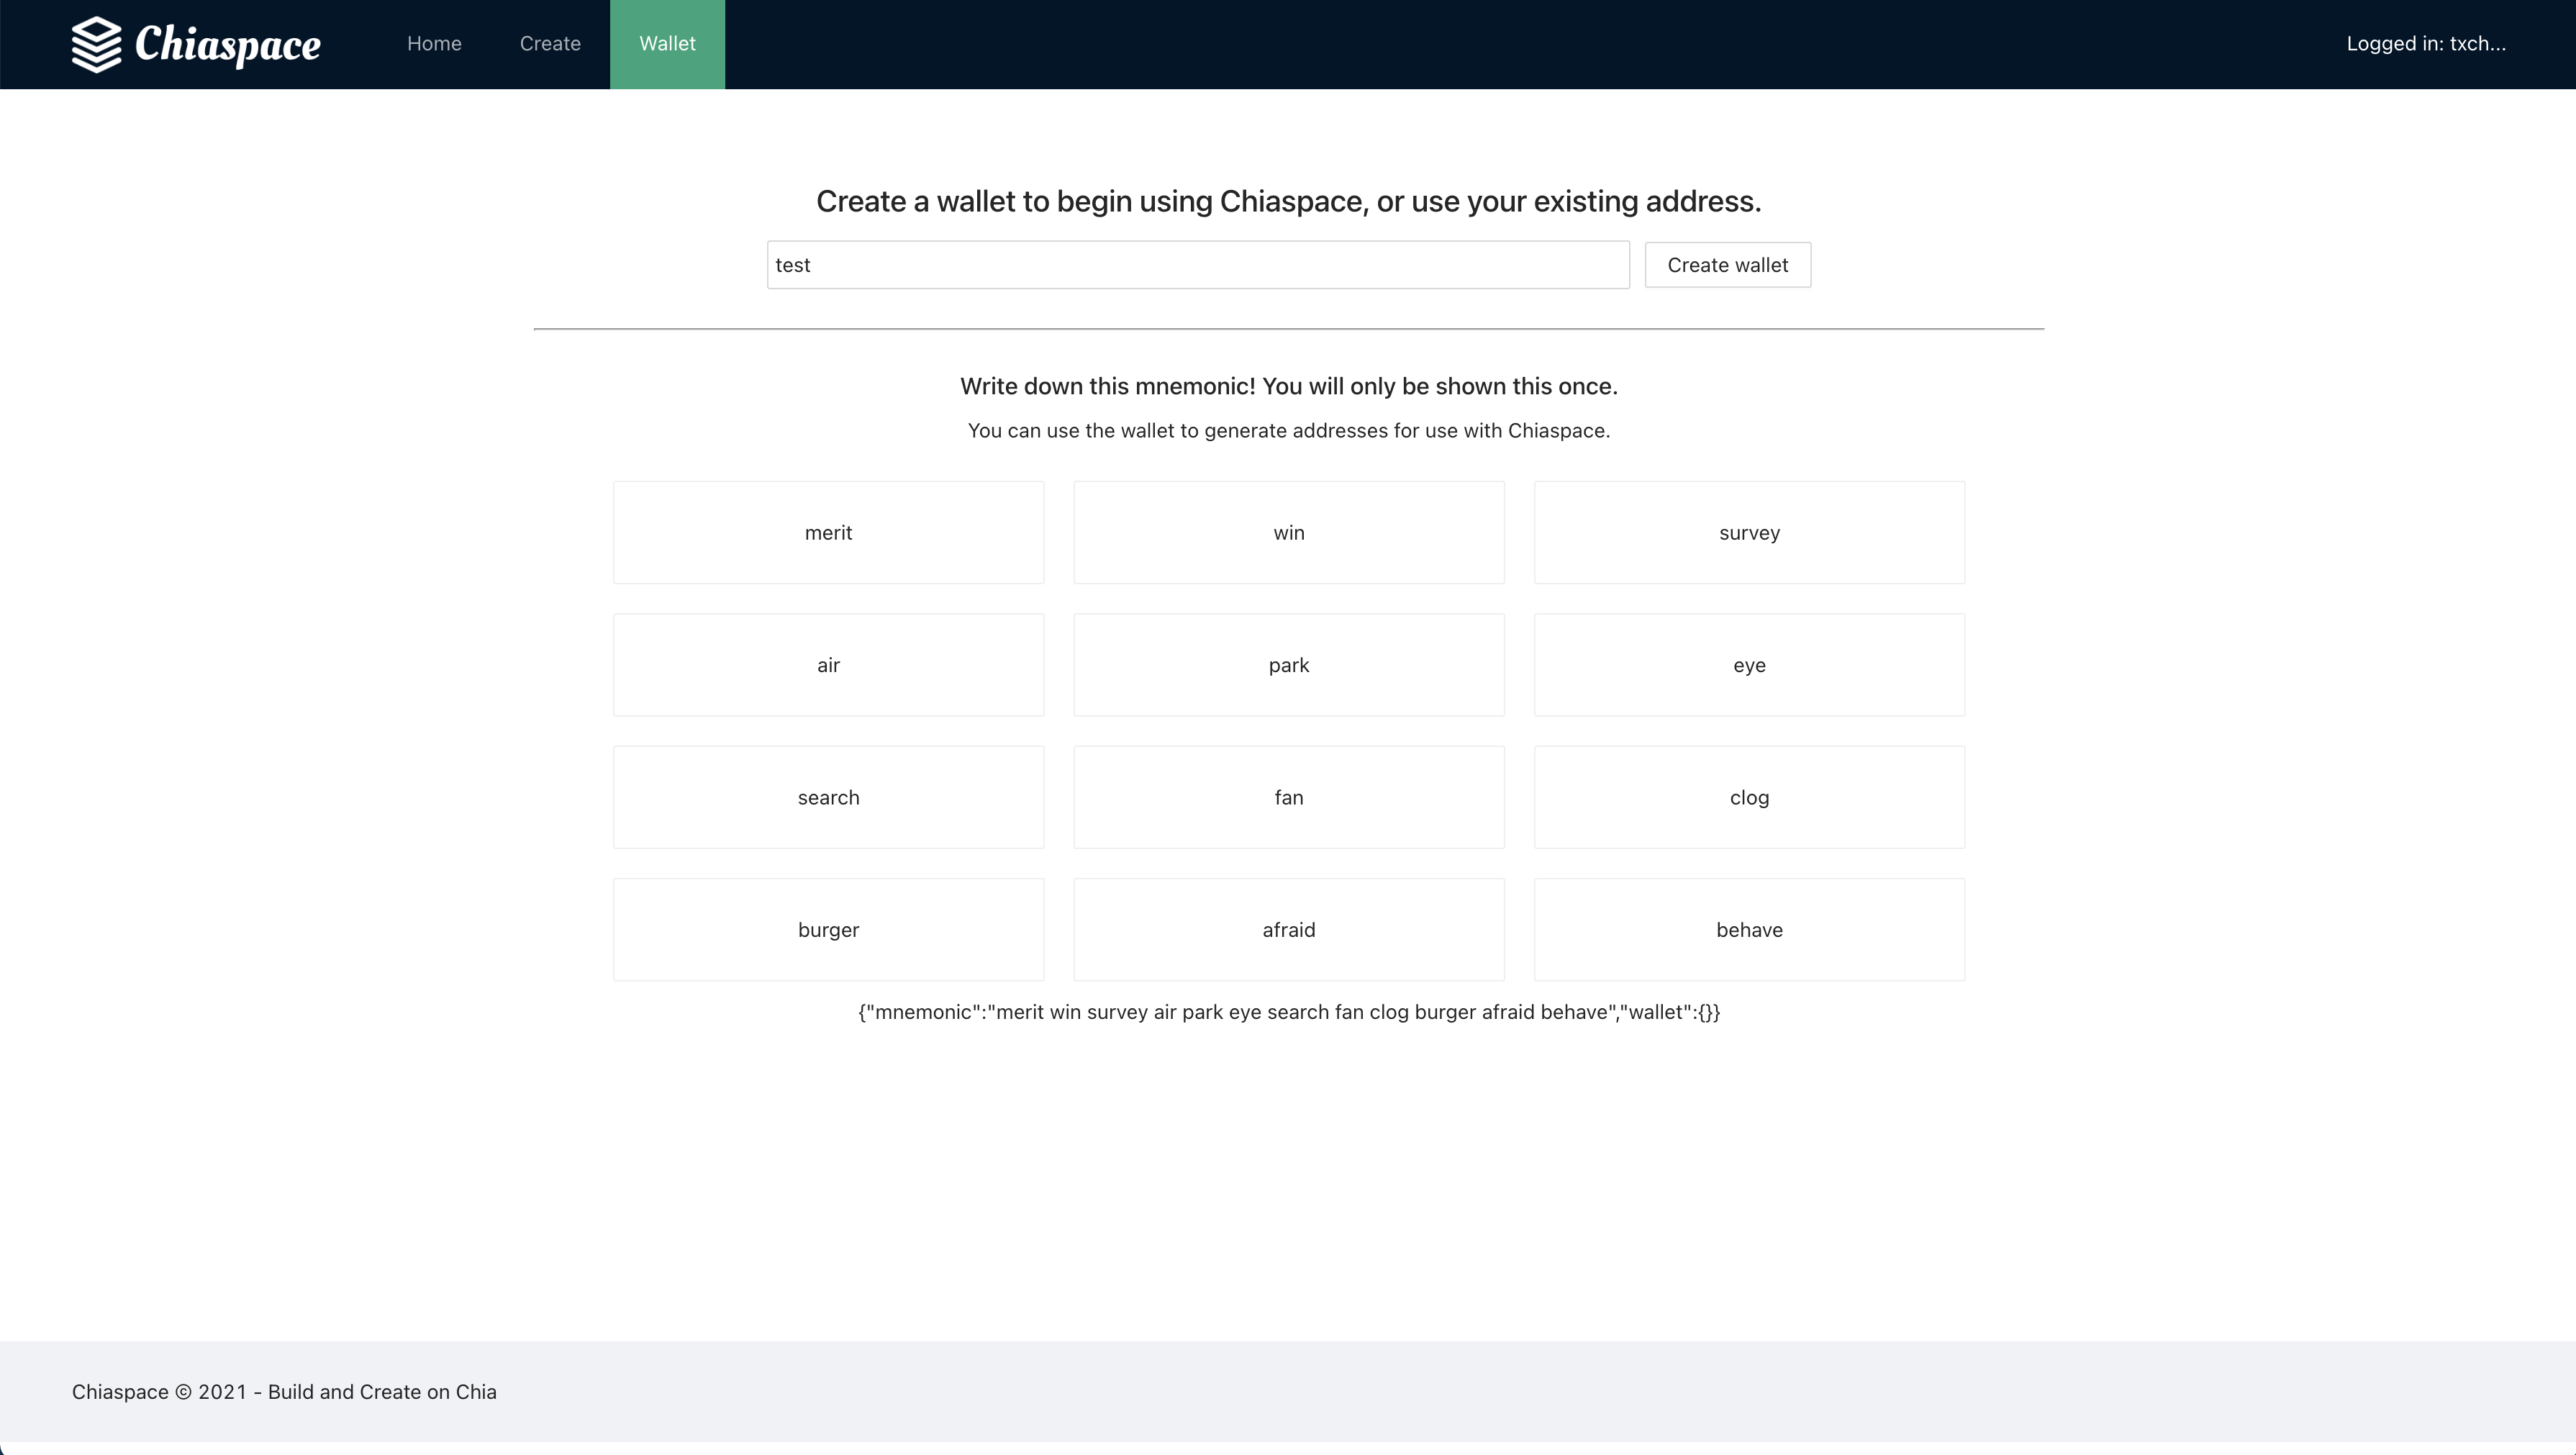 Chiaspace Home Create Wallet Logged in: txch...
Create a wallet to begin using Chiaspace, or use your existing address.
test Create wallet
Write down this mnemonic! You will only be shown this once.
You can use the wallet to generate addresses for use with Chiaspace.
merit win survey
air park eye
search fan clog
burger afraid behave
{"mnemonic":"merit win survey air park eye search fan clog burger afraid behave","wallet":{}}
Chiaspace © 2021 - Build and Create on Chia